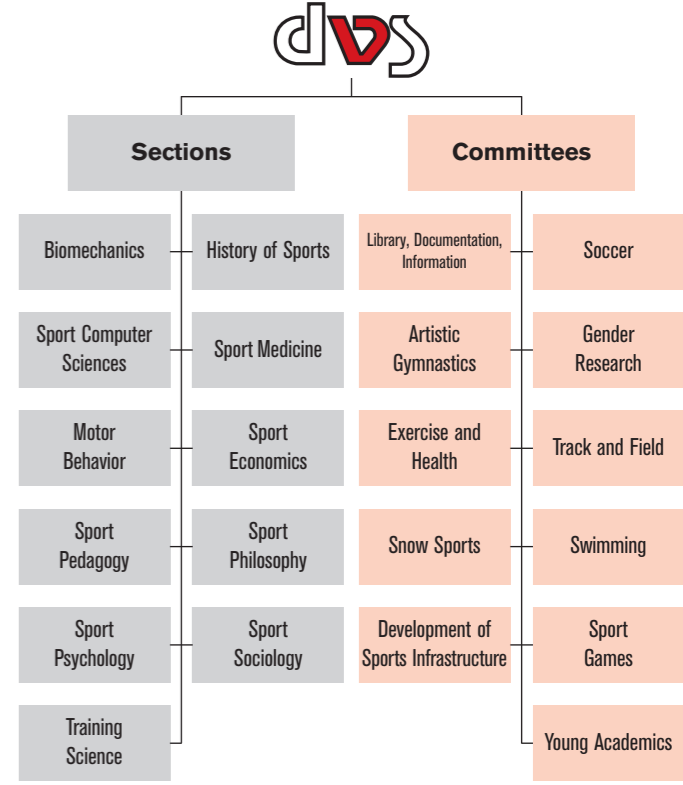 dvs
Sections
Committees
Biomechanics
History of Sports
Library, Documentation,
Information
Soccer
Sport Computer
Sciences
Sport Medicine
Artistic
Gymnastics
Gender
Research
Motor
Behavior
Sport
Economics
Exercise and
Health
Track and Field
Sport
Pedagogy
Sport
Philosophy
Snow Sports
Swimming
Sport
Psychology
Sport
Sociology
Development of
Sports Infrastructure
Sport
Games
Training
Science
Young Academics